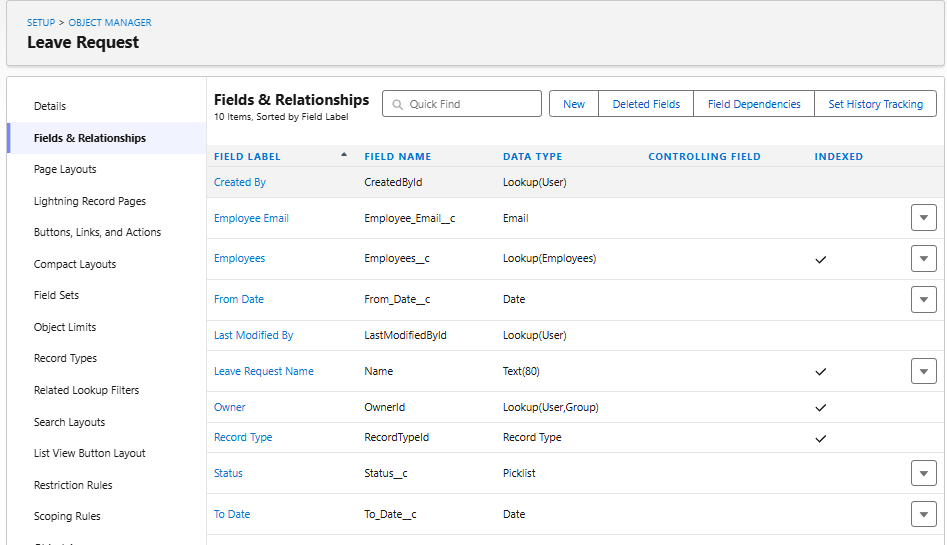 SETUP > OBJECT MANAGER
Leave Request
Details
Fields & Relationships
Page Layouts
Lightning Record Pages
Buttons, Links, and Actions
Compact Layouts
Field Sets
Object Limits
Record Types
Related Lookup Filters
Search Layouts
List View Button Layout
Restriction Rules
Scoping Rules
Fields & Relationships
10 Items, Sorted by Field Label
Quick Find
New
Deleted Fields
Field Dependencies
Set History Tracking
FIELD LABEL FIELD NAME DATA TYPE CONTROLLING FIELD INDEXED
Created By CreatedById Lookup(User)
Employee Email Employee_Email__c Email
Employees Employees__c Lookup(Employees)
From Date From_Date__c Date
Last Modified By LastModifiedById Lookup(User)
Leave Request Name Name Text(80)
Owner OwnerId Lookup(User,Group)
Record Type RecordTypeId Record Type
Status Status__c Picklist
To Date To_Date__c Date